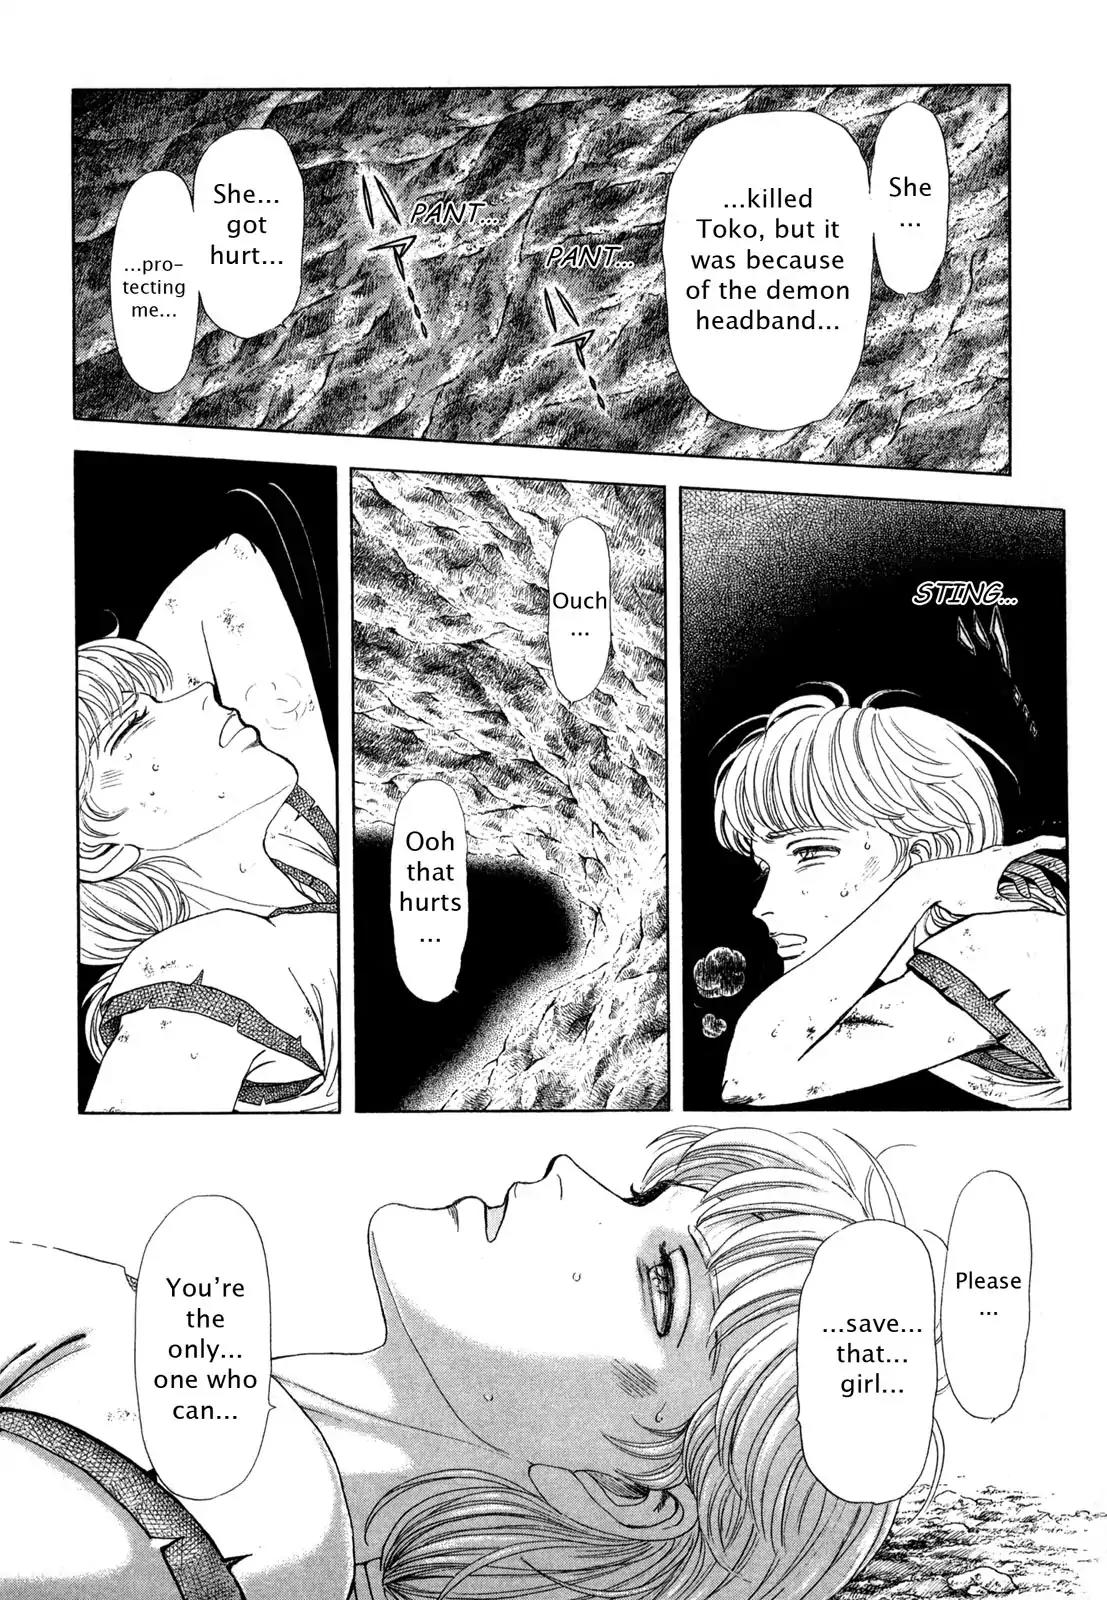 She
...
...killed
Toko, but it
was because
of the demon
headband...
PANT...
PANT...
She...
got
hurt...
...pro-
tecting
me...
STING...
Ouch
...
Ooh
that
hurts
...
Please
...
...save...
that...
girl...
You're
the
only...
one who
can...